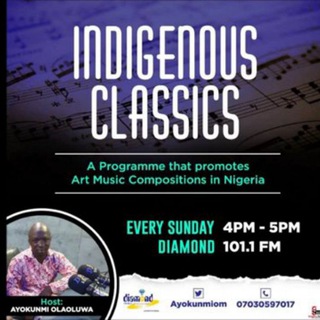 INDIGENOUS
CLASSICS
A Programme that promotes
Art Music Compositions in Nigeria
EVERY SUNDAY 4PM - 5PM
DIAMOND 101.1 FM
Host:
AYOKUNMI OLAOLUWA
Ayokunmiom
07030597017